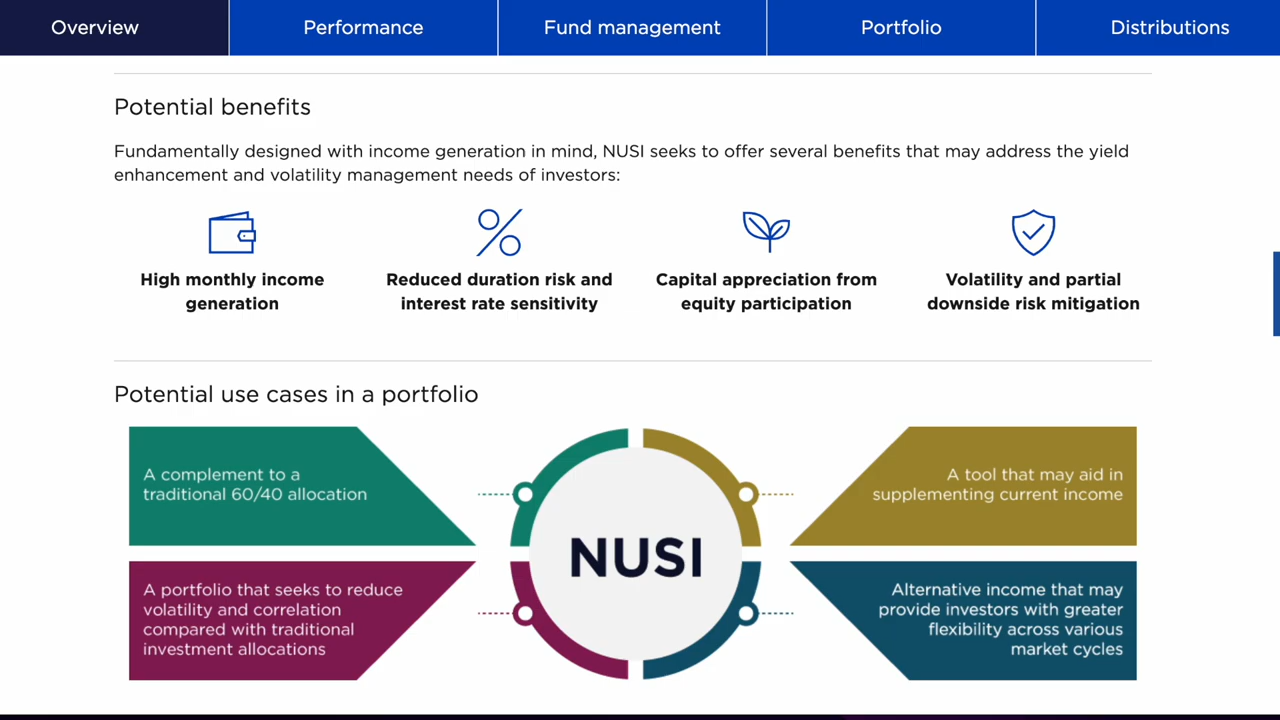 Overview
Performance
Fund management
Portfolio
Distributions
Potential benefits
Fundamentally designed with income generation in mind, NUSI seeks to offer several benefits that may address the yield
enhancement and volatility management needs of investors:
High monthly income
generation
Reduced duration risk and
interest rate sensitivity
Capital appreciation from
equity participation
Volatility and partial
downside risk mitigation
Potential use cases in a portfolio
A complement to a
traditional 60/40 allocation
A tool that may aid in
supplementing current income
NUSI
A portfolio that seeks to reduce
volatility and correlation
compared with traditional
investment allocations
Alternative income that may
provide investors with greater
flexibility across various
market cycles